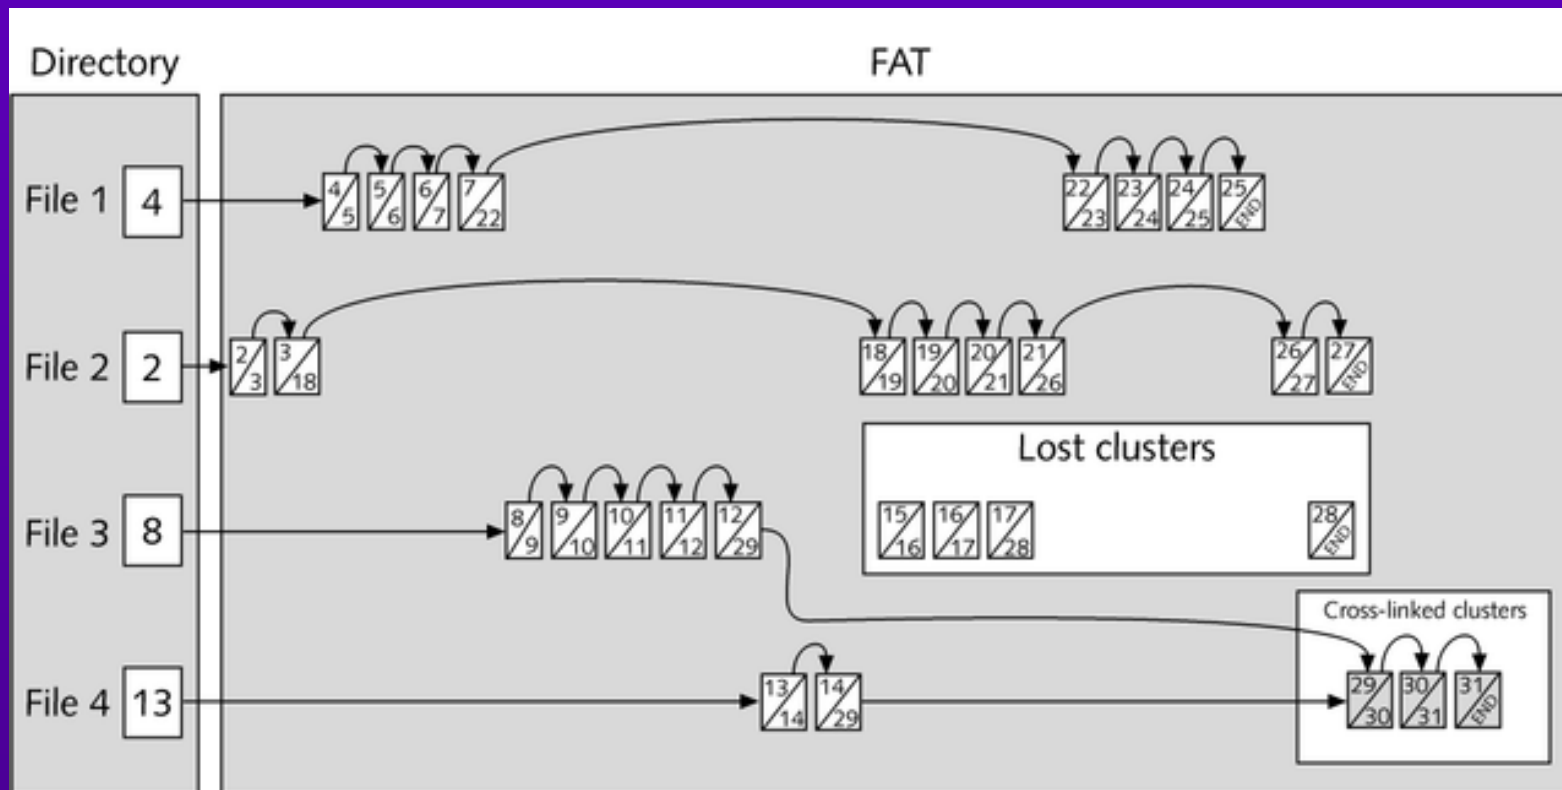 Directory FAT
File 1 4 4/5 5/6 6/7 7/22 22/23 23/24 24/25 25/END
File 2 2 2/3 3/18 18/19 19/20 20/21 21/26 26/27 27/END
Lost clusters
File 3 8 8/9 9/10 10/11 11/12 12/29 15/16 16/17 17/28 28/END
Cross-linked clusters
File 4 13 13/14 14/29 29/30 30/31 31/END